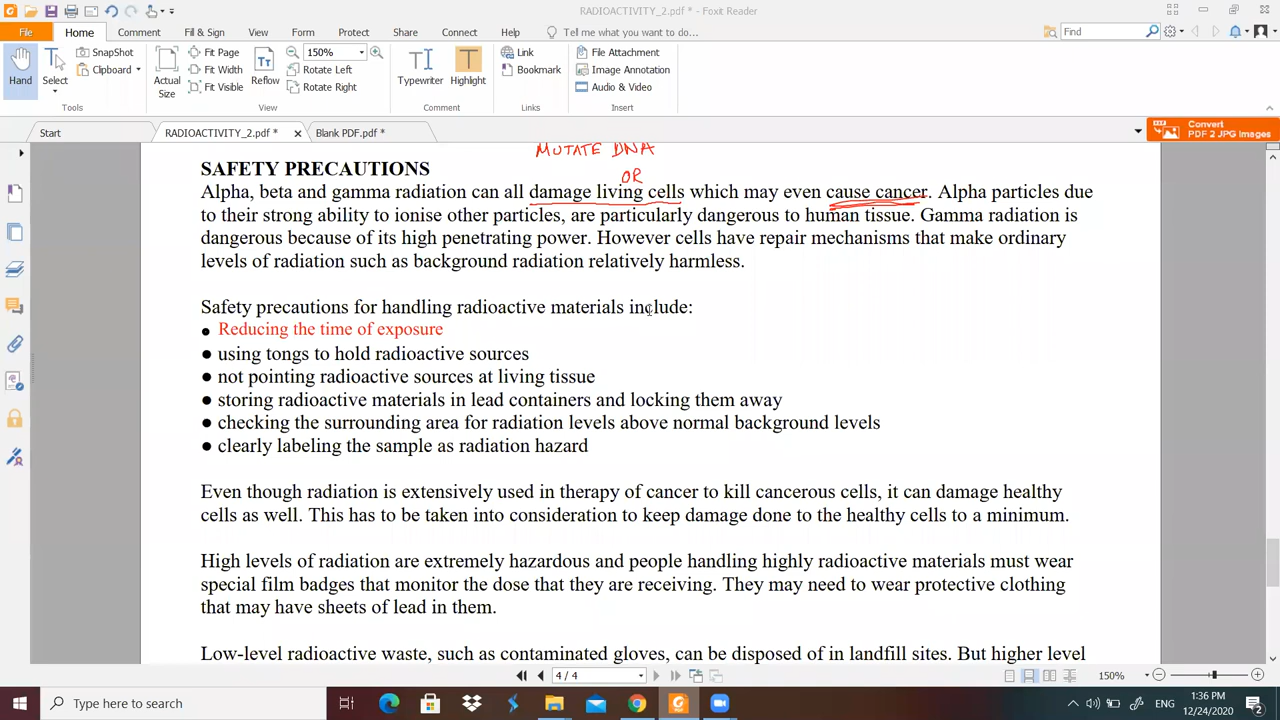 RADIOACTIVITY_2.pdf * - Foxit Reader
File Home Comment Fill & Sign View Form Protect Share Connect Help Tell me what you want to do... Find
Hand Select SnapShot Clipboard Actual Size Fit Page Fit Width Fit Visible Reflow 150% Rotate Left Rotate Right Typewriter Highlight Link Bookmark File Attachment Image Annotation Audio & Video
Tools View Comment Links Insert
Start RADIOACTIVITY_2.pdf * Blank PDF.pdf * Convert
PDF 2 JPG Images
MUTATE DNA
SAFETY PRECAUTIONS
OR
Alpha, beta and gamma radiation can all damage living cells which may even cause cancer. Alpha particles due
to their strong ability to ionise other particles, are particularly dangerous to human tissue. Gamma radiation is
dangerous because of its high penetrating power. However cells have repair mechanisms that make ordinary
levels of radiation such as background radiation relatively harmless.
Safety precautions for handling radioactive materials include:
● Reducing the time of exposure
● using tongs to hold radioactive sources
● not pointing radioactive sources at living tissue
● storing radioactive materials in lead containers and locking them away
● checking the surrounding area for radiation levels above normal background levels
● clearly labeling the sample as radiation hazard
Even though radiation is extensively used in therapy of cancer to kill cancerous cells, it can damage healthy
cells as well. This has to be taken into consideration to keep damage done to the healthy cells to a minimum.
High levels of radiation are extremely hazardous and people handling highly radioactive materials must wear
special film badges that monitor the dose that they are receiving. They may need to wear protective clothing
that may have sheets of lead in them.
Low-level radioactive waste, such as contaminated gloves, can be disposed of in landfill sites. But higher level
4 / 4 150%
Type here to search ENG 1:36 PM
12/24/2020 2